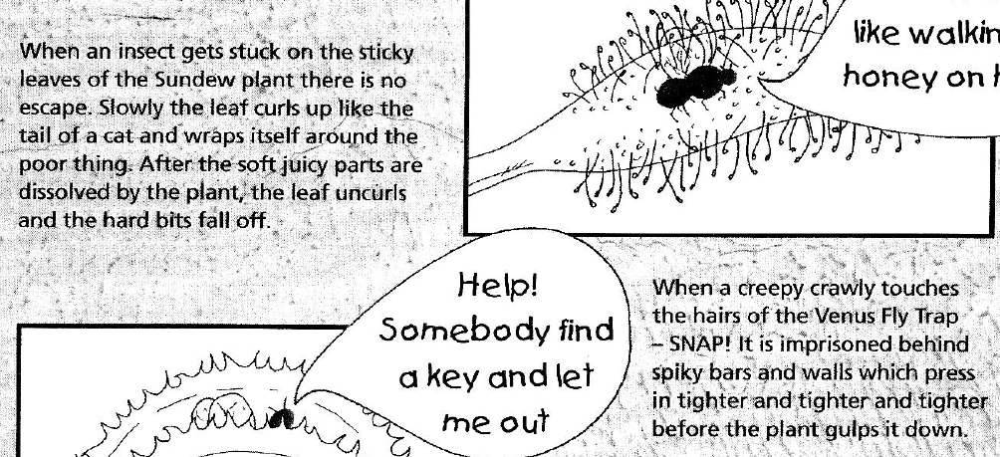 When an insect gets stuck on the sticky
leaves of the Sundew plant there is no
escape. Slowly the leaf curls up like the
tail of a cat and wraps itself around the
poor thing. After the soft juicy parts are
dissolved by the plant, the leaf uncurls
and the hard bits fall off.
like walkin
honey on
Help!
Somebody find
a key and let
me out
When a creepy crawly touches
the hairs of the Venus Fly Trap
– SNAP! It is imprisoned behind
spiky bars and walls which press
in tighter and tighter and tighter
before the plant gulps it down.